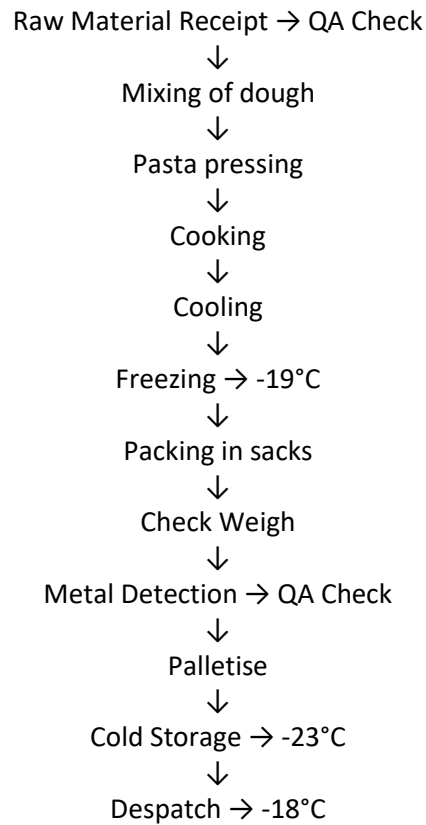 Raw Material Receipt → QA Check
↓
Mixing of dough
↓
Pasta pressing
↓
Cooking
↓
Cooling
↓
Freezing → -19°C
↓
Packing in sacks
↓
Check Weigh
↓
Metal Detection → QA Check
↓
Palletise
↓
Cold Storage → -23°C
↓
Despatch → -18°C